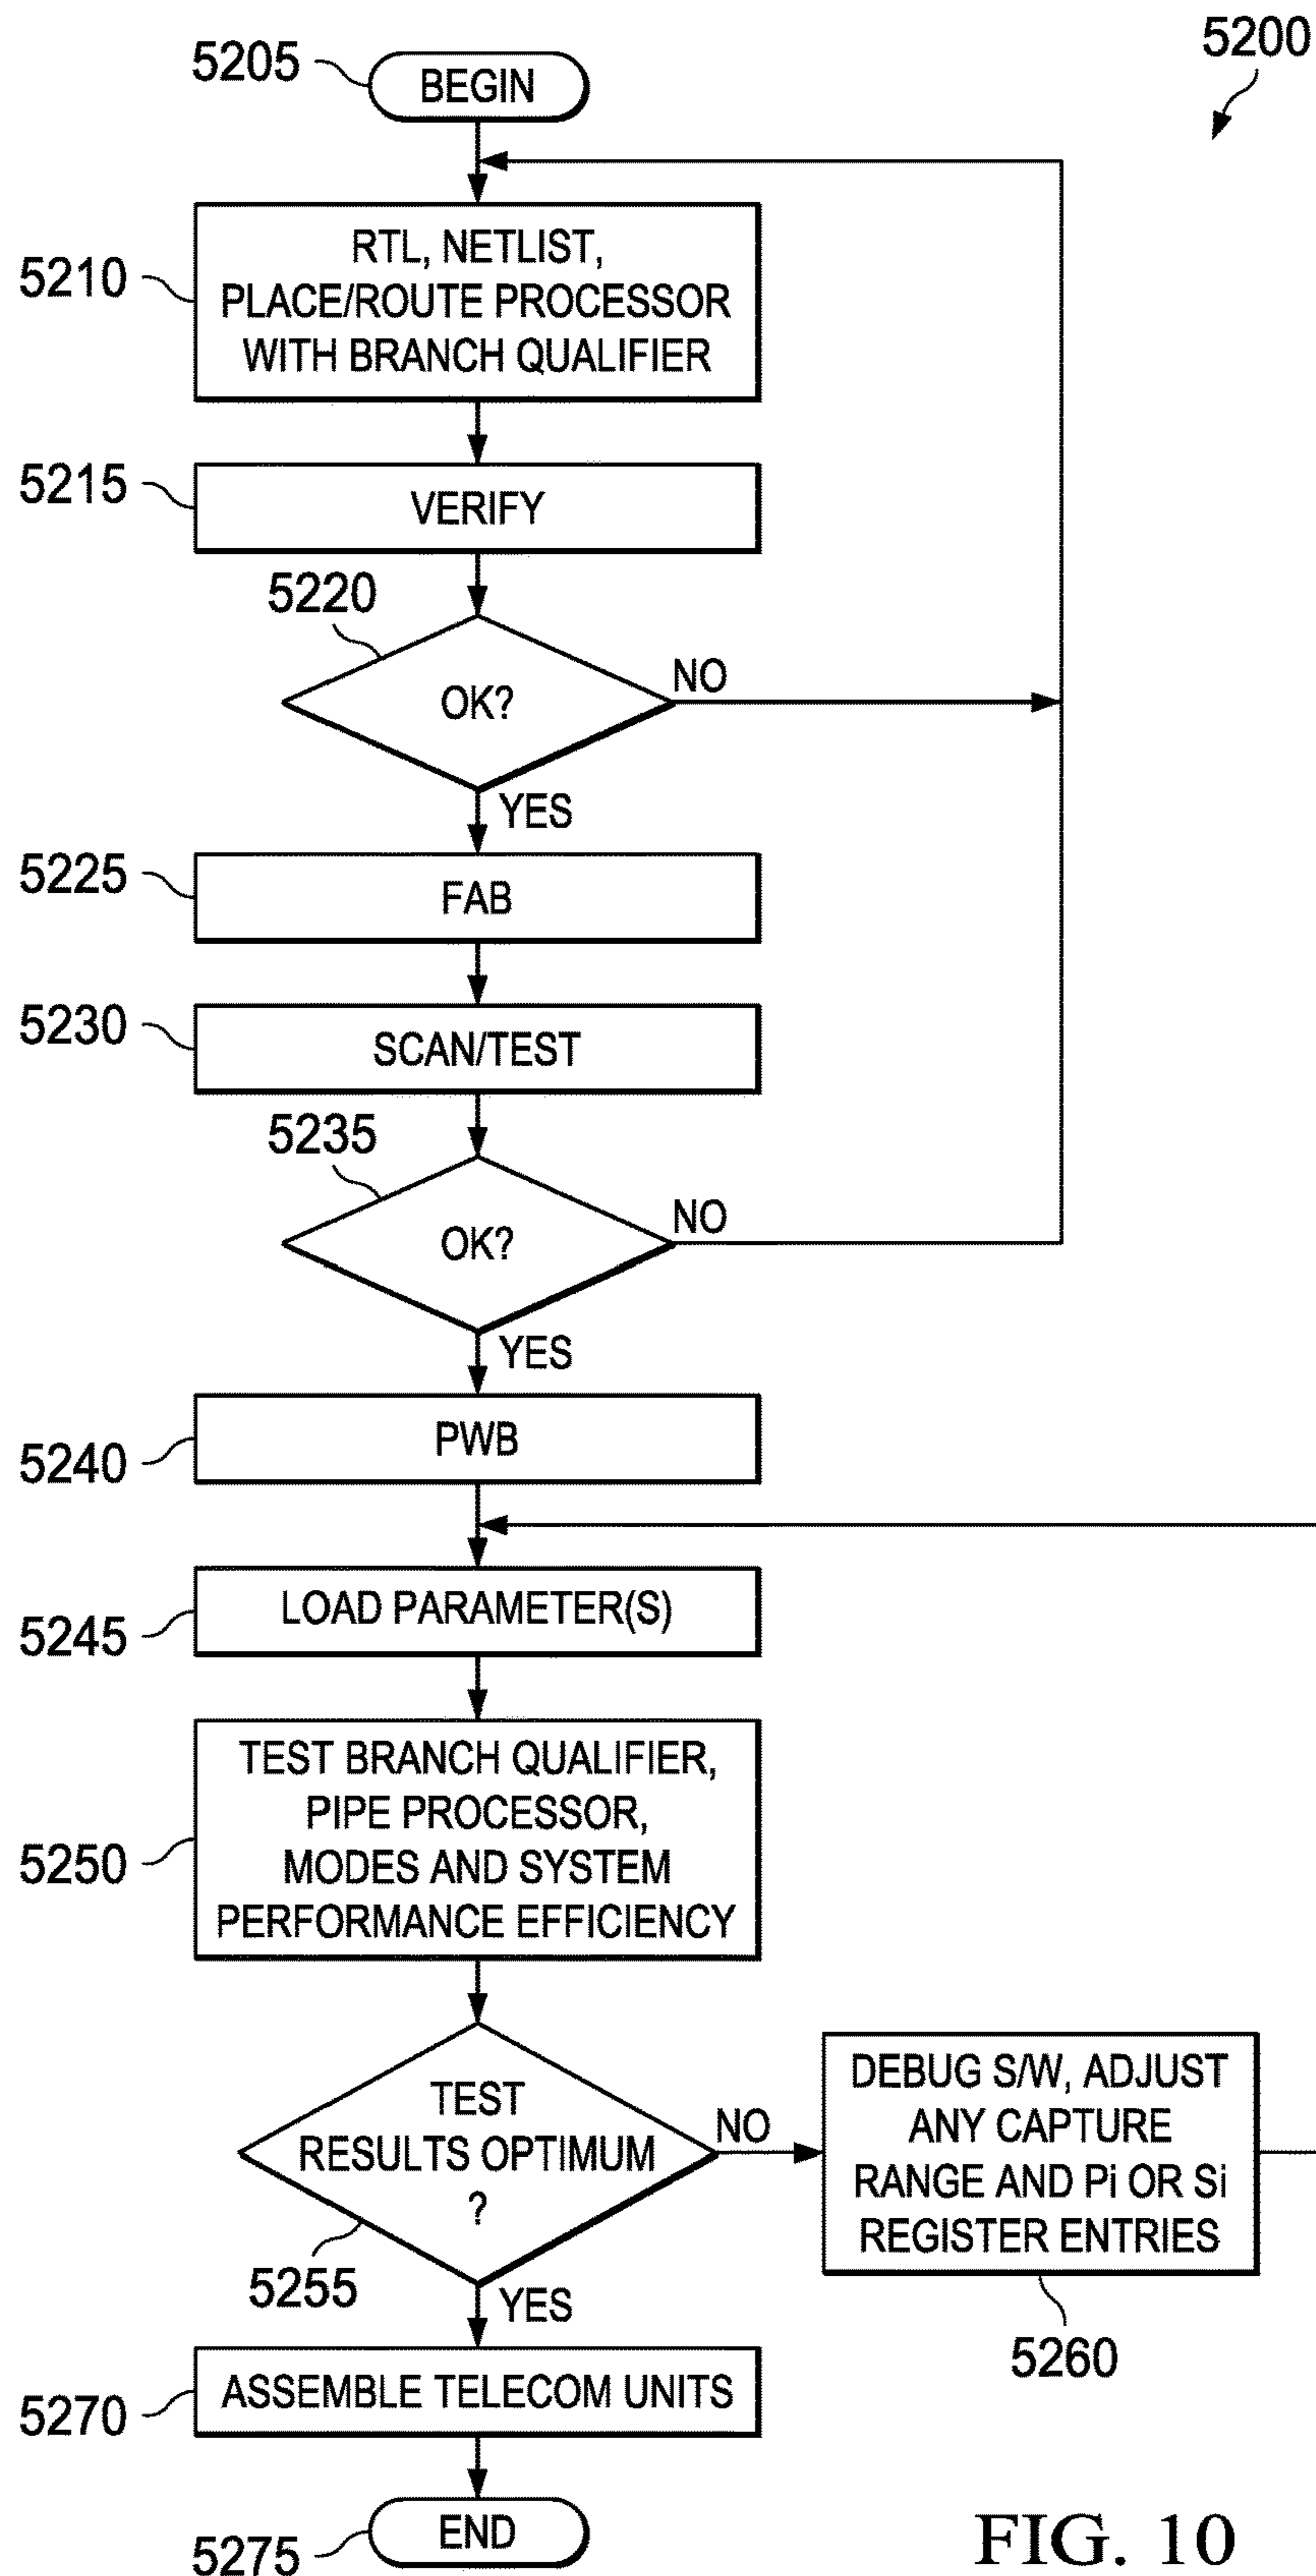 5200
5205
BEGIN
5210
RTL, NETLIST,
PLACE/ROUTE PROCESSOR
WITH BRANCH QUALIFIER
5215
VERIFY
5220
OK?
NO
YES
5225
FAB
5230
SCAN/TEST
5235
OK?
NO
YES
5240
PWB
5245
LOAD PARAMETER(S)
5250
TEST BRANCH QUALIFIER,
PIPE PROCESSOR,
MODES AND SYSTEM
PERFORMANCE EFFICIENCY
TEST
RESULTS OPTIMUM
?
5255
NO
YES
DEBUG S/W, ADJUST
ANY CAPTURE
RANGE AND Pi OR Si
REGISTER ENTRIES
5260
5270
ASSEMBLE TELECOM UNITS
5275
END
FIG. 10